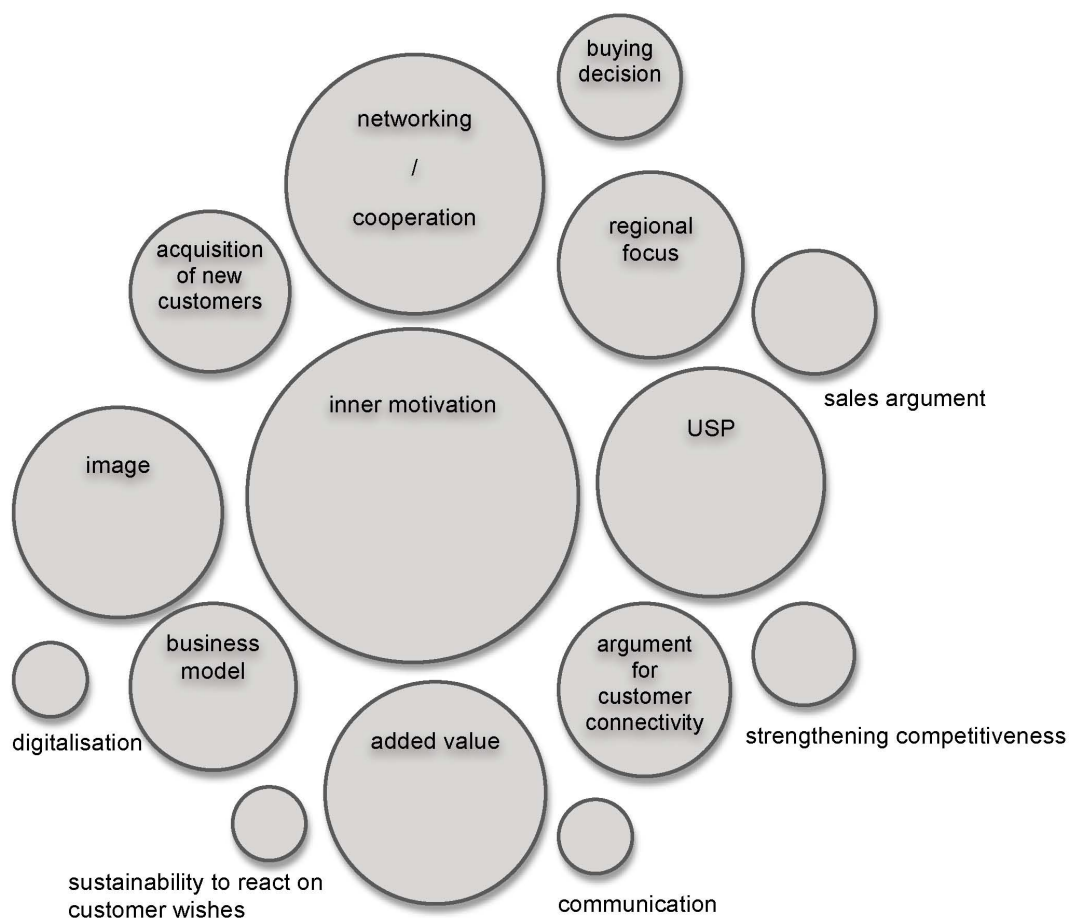 buying
decision
networking
/
cooperation
regional
focus
acquisition
of new
customers
sales argument
inner motivation
USP
image
business
model
argument
for
customer
connectivity
digitalisation
added value
strengthening competitiveness
sustainability to react on
customer wishes
communication